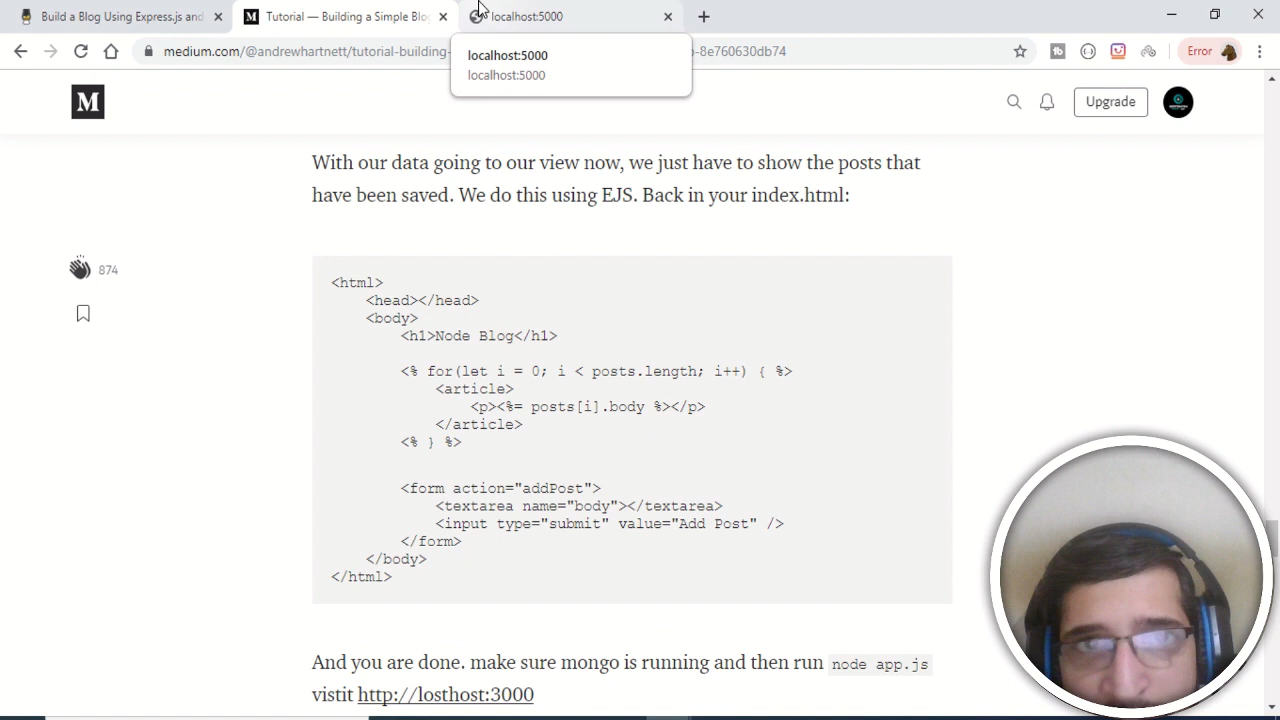 Build a Blog Using Express.js and
Tutorial — Building a Simple Blo
localhost:5000
medium.com/@andrewhartnett/tutorial-building-
-8e760630db74
Error
localhost:5000
localhost:5000
M
Upgrade
With our data going to our view now, we just have to show the posts that
have been saved. We do this using EJS. Back in your index.html:
874
<html>
<head></head>
<body>
<h1>Node Blog</h1>
<% for(let i = 0; i < posts.length; i++) { %>
<article>
<p><%= posts[i].body %></p>
</article>
<% } %>
<form action="addPost">
<textarea name="body"></textarea>
<input type="submit" value="Add Post" />
</form>
</body>
</html>
And you are done. make sure mongo is running and then run node app.js
vistit http://losthost:3000